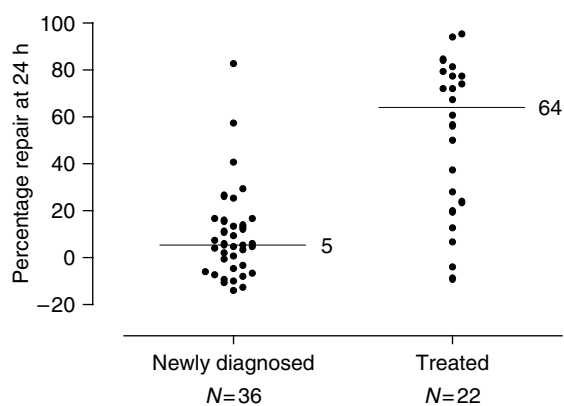 Percentage repair at 24 h
100
80
60
40
20
0
−20
5
64
Newly diagnosed
N=36
Treated
N=22